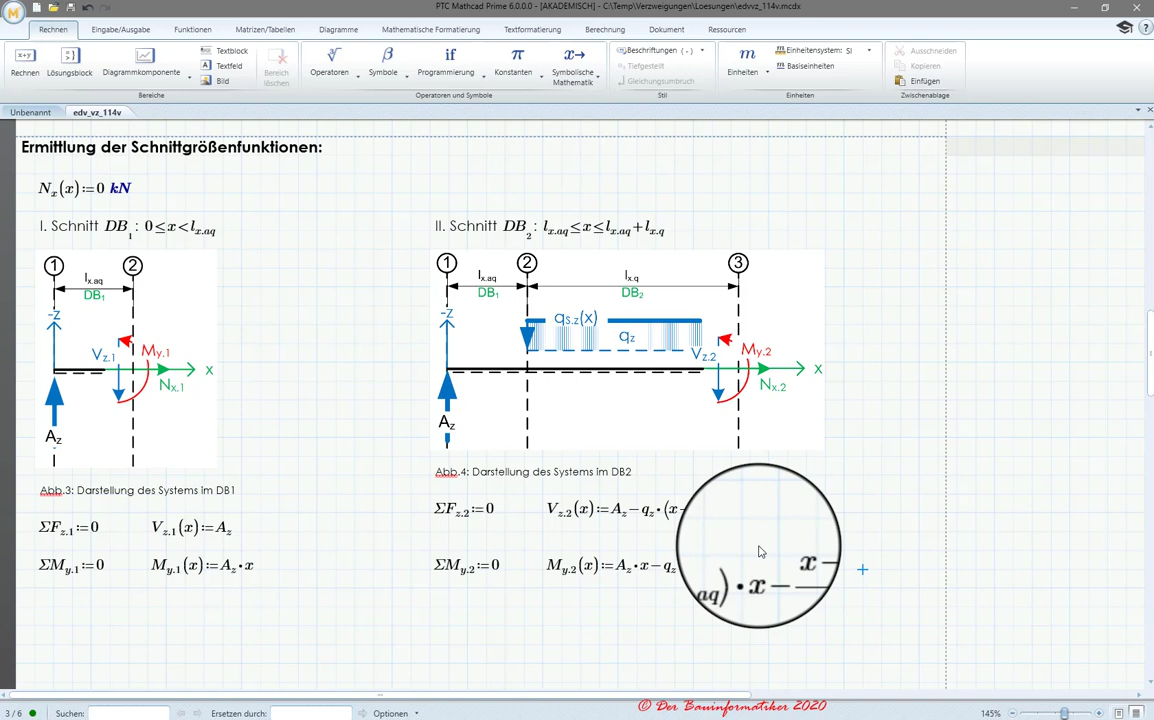 PTC Mathcad Prime 6.0.0.0 - [AKADEMISCH] - C:\Temp\Verzweigungen\Loesungen\edvvz_114v.mcdx
Rechnen Eingabe/Ausgabe Funktionen Matrizen/Tabellen Diagramme Mathematische Formatierung Textformatierung Berechnung Dokument Ressourcen
Rechnen Lösungsblock Diagrammkomponente Textblock Textfeld Bild Bereich löschen Operatoren Symbole Programmierung Konstanten Symbolische Mathematik Beschriftungen (-) Tiefgestellt Gleichungsumbruch Einheiten Einheitensystem: SI Basiseinheiten Ausschneiden Kopieren Einfügen
Bereiche Operatoren und Symbole Stil Einheiten Zwischenablage
Unbenannt edv_vz_114v
Ermittlung der Schnittgrößenfunktionen:
Nx(x):=0 kN
I. Schnitt DB1: 0≤x<lx.aq
1 2
lx.aq
DB1
-z
Vz.1 My.1
x
Nx.1
Az
Abb.3: Darstellung des Systems im DB1
ΣFz.1:=0 Vz.1(x):=Az
ΣMy.1:=0 My.1(x):=Az•x
II. Schnitt DB2: lx.aq≤x≤lx.aq+lx.q
1 2 3
lx.aq lx.q
DB1 DB2
-z
qS.z(x)
qz
Vz.2 My.2
x
Nx.2
Az
Abb.4: Darstellung des Systems im DB2
ΣFz.2:=0 Vz.2(x):=Az−qz•(x−
ΣMy.2:=0 My.2(x):=Az•x−qz
aq)•x− x−
3 / 6 Suchen: Ersetzen durch: Optionen 145%
© Der Bauinformatiker 2020